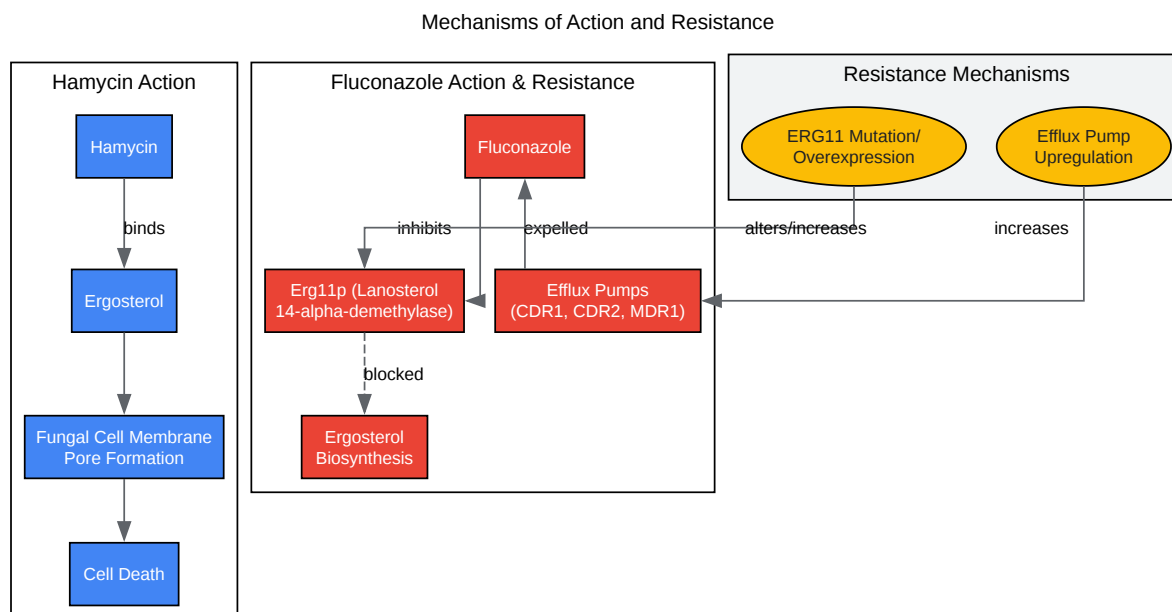 Mechanisms of Action and Resistance
Hamycin Action
Hamycin
binds
Ergosterol
Fungal Cell Membrane
Pore Formation
Cell Death
Fluconazole Action & Resistance
Fluconazole
inhibits
expelled
Erg11p (Lanosterol
14-alpha-demethylase)
Efflux Pumps
(CDR1, CDR2, MDR1)
blocked
Ergosterol
Biosynthesis
Resistance Mechanisms
ERG11 Mutation/
Overexpression
Efflux Pump
Upregulation
alters/increases
increases